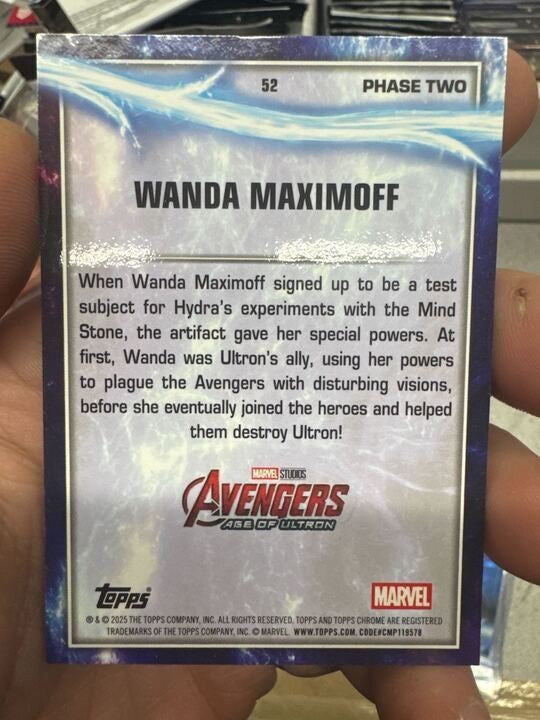 52 PHASE TWO
WANDA MAXIMOFF
When Wanda Maximoff signed up to be a test
subject for Hydra's experiments with the Mind
Stone, the artifact gave her special powers. At
first, Wanda was Ultron's ally, using her powers
to plague the Avengers with disturbing visions,
before she eventually joined the heroes and helped
them destroy Ultron!
MARVEL STUDIOS
AVENGERS
AGE OF ULTRON
topps® MARVEL
® & © 2025 THE TOPPS COMPANY, INC. ALL RIGHTS RESERVED. TOPPS AND TOPPS CHROME ARE REGISTERED
TRADEMARKS OF THE TOPPS COMPANY, INC. © MARVEL. WWW.TOPPS.COM. CODE#CMP119578